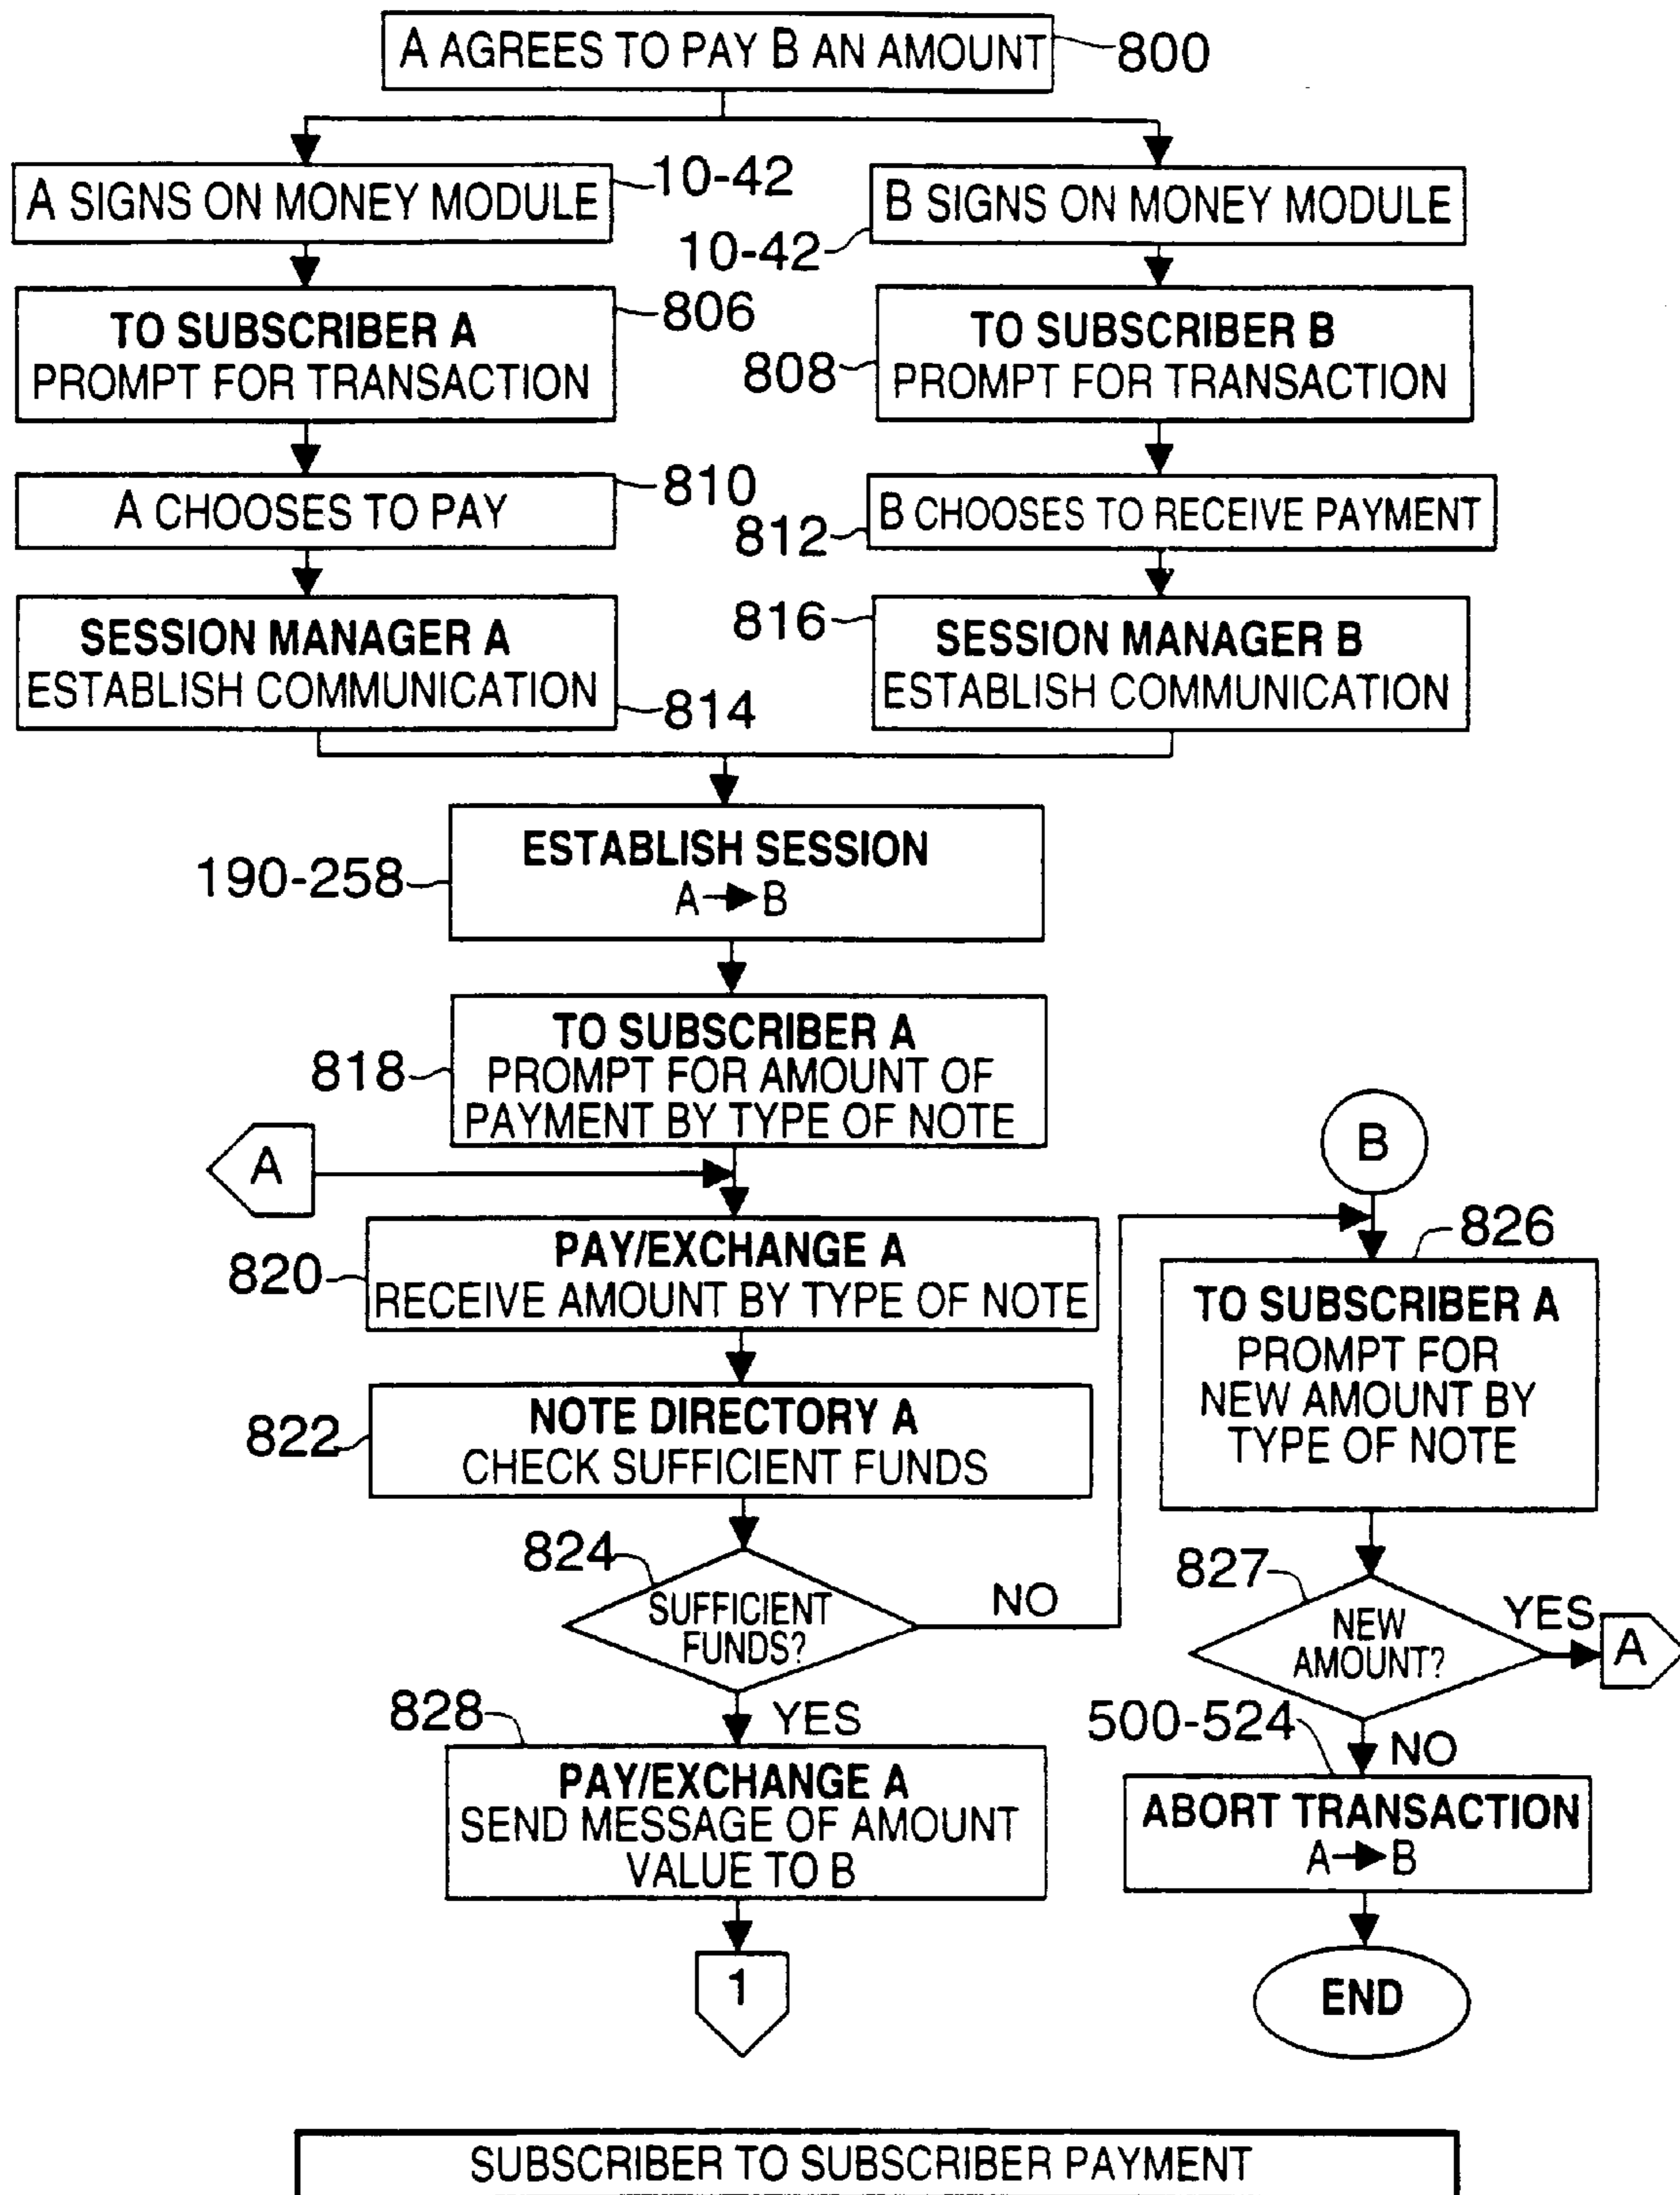 A AGREES TO PAY B AN AMOUNT
800
A SIGNS ON MONEY MODULE
10-42
B SIGNS ON MONEY MODULE
10-42
TO SUBSCRIBER A
PROMPT FOR TRANSACTION
806
TO SUBSCRIBER B
PROMPT FOR TRANSACTION
808
A CHOOSES TO PAY
810
B CHOOSES TO RECEIVE PAYMENT
812
SESSION MANAGER A
ESTABLISH COMMUNICATION
814
816
SESSION MANAGER B
ESTABLISH COMMUNICATION
ESTABLISH SESSION
A→B
190-258
TO SUBSCRIBER A
PROMPT FOR AMOUNT OF
PAYMENT BY TYPE OF NOTE
818
A
PAY/EXCHANGE A
RECEIVE AMOUNT BY TYPE OF NOTE
820
NOTE DIRECTORY A
CHECK SUFFICIENT FUNDS
822
824
SUFFICIENT
FUNDS?
NO
YES
828
PAY/EXCHANGE A
SEND MESSAGE OF AMOUNT
VALUE TO B
1
B
826
TO SUBSCRIBER A
PROMPT FOR
NEW AMOUNT BY
TYPE OF NOTE
827
NEW
AMOUNT?
YES
A
NO
500-524
ABORT TRANSACTION
A→B
END
SUBSCRIBER TO SUBSCRIBER PAYMENT